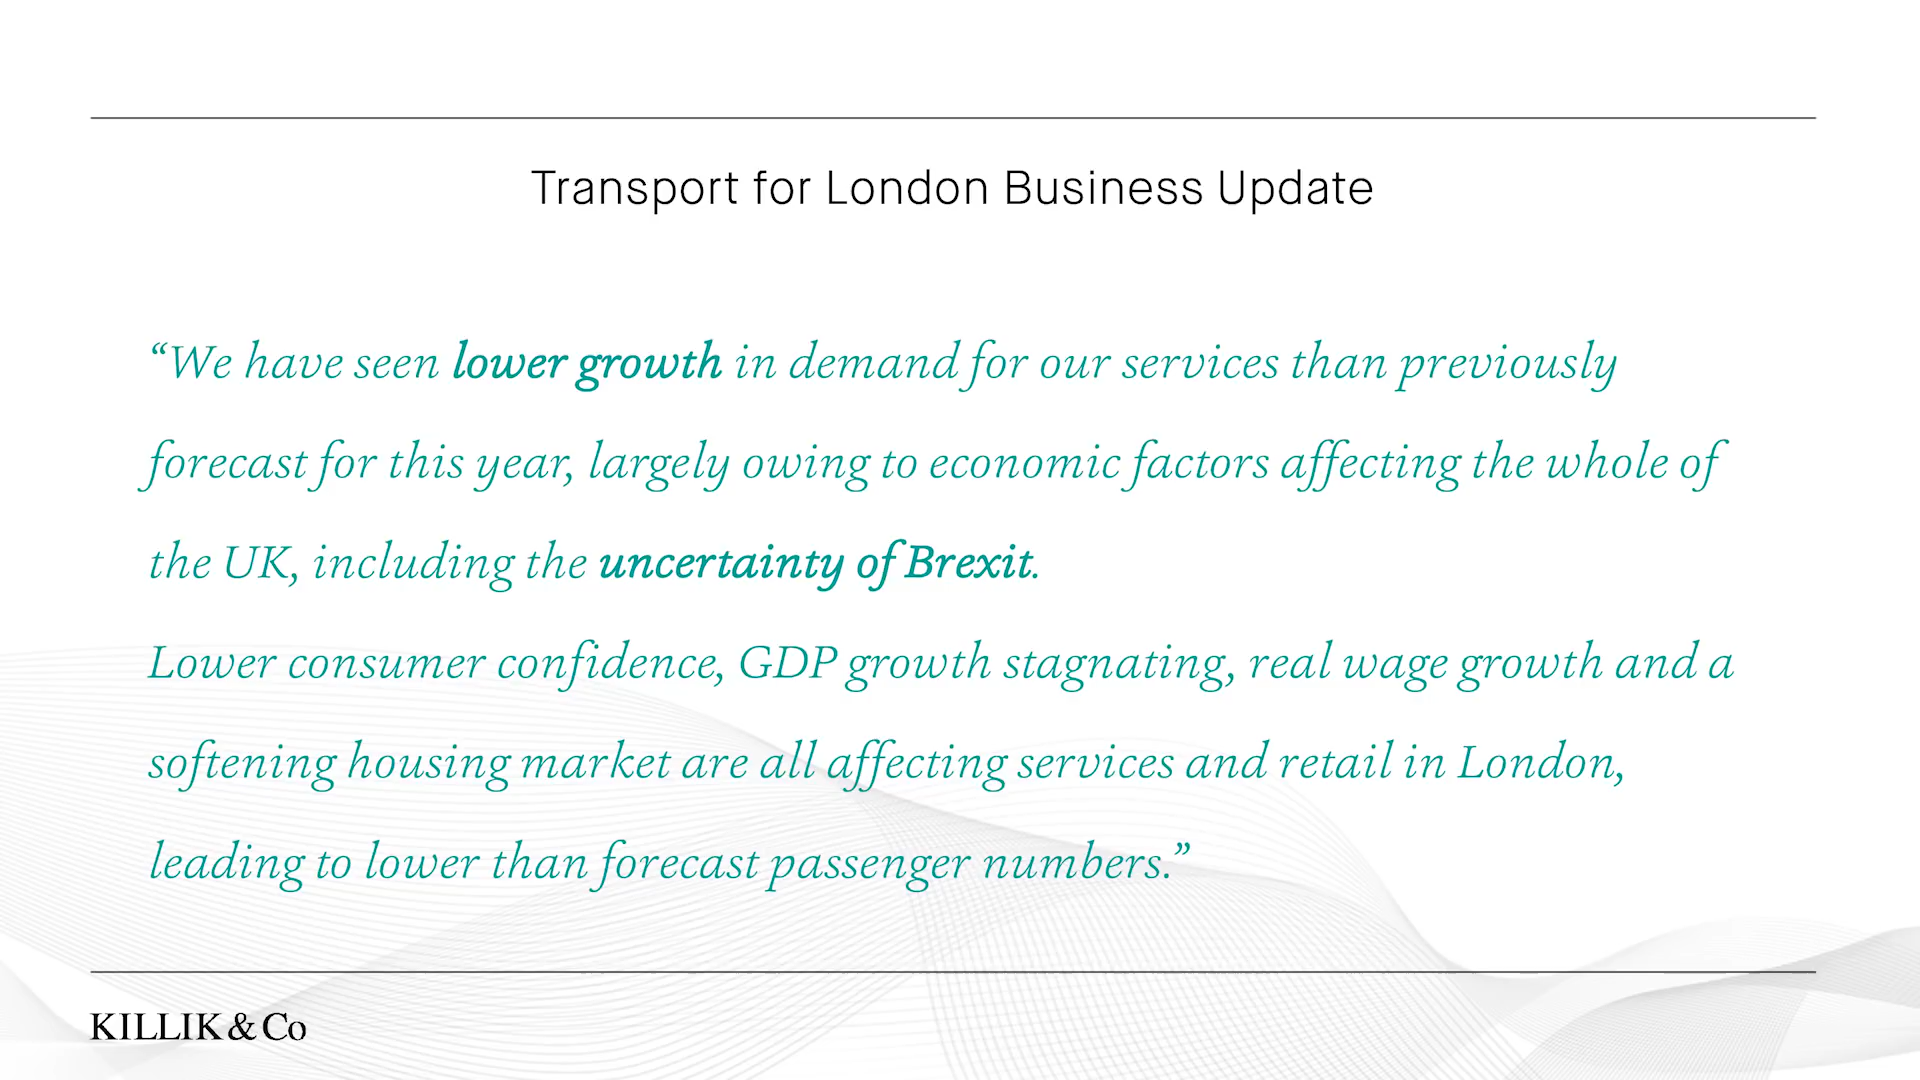 Transport for London Business Update
“We have seen lower growth in demand for our services than previously
forecast for this year, largely owing to economic factors affecting the whole of
the UK, including the uncertainty of Brexit.
Lower consumer confidence, GDP growth stagnating, real wage growth and a
softening housing market are all affecting services and retail in London,
leading to lower than forecast passenger numbers.”
KILLIK & Co